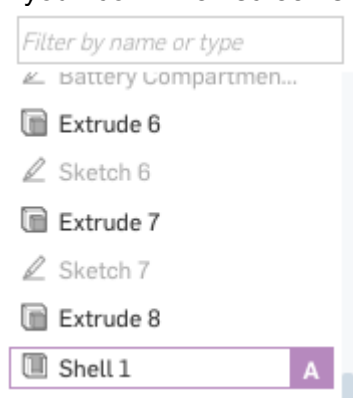 Filter by name or type
Battery Compartmen...
Extrude 6
Sketch 6
Extrude 7
Sketch 7
Extrude 8
Shell 1 A